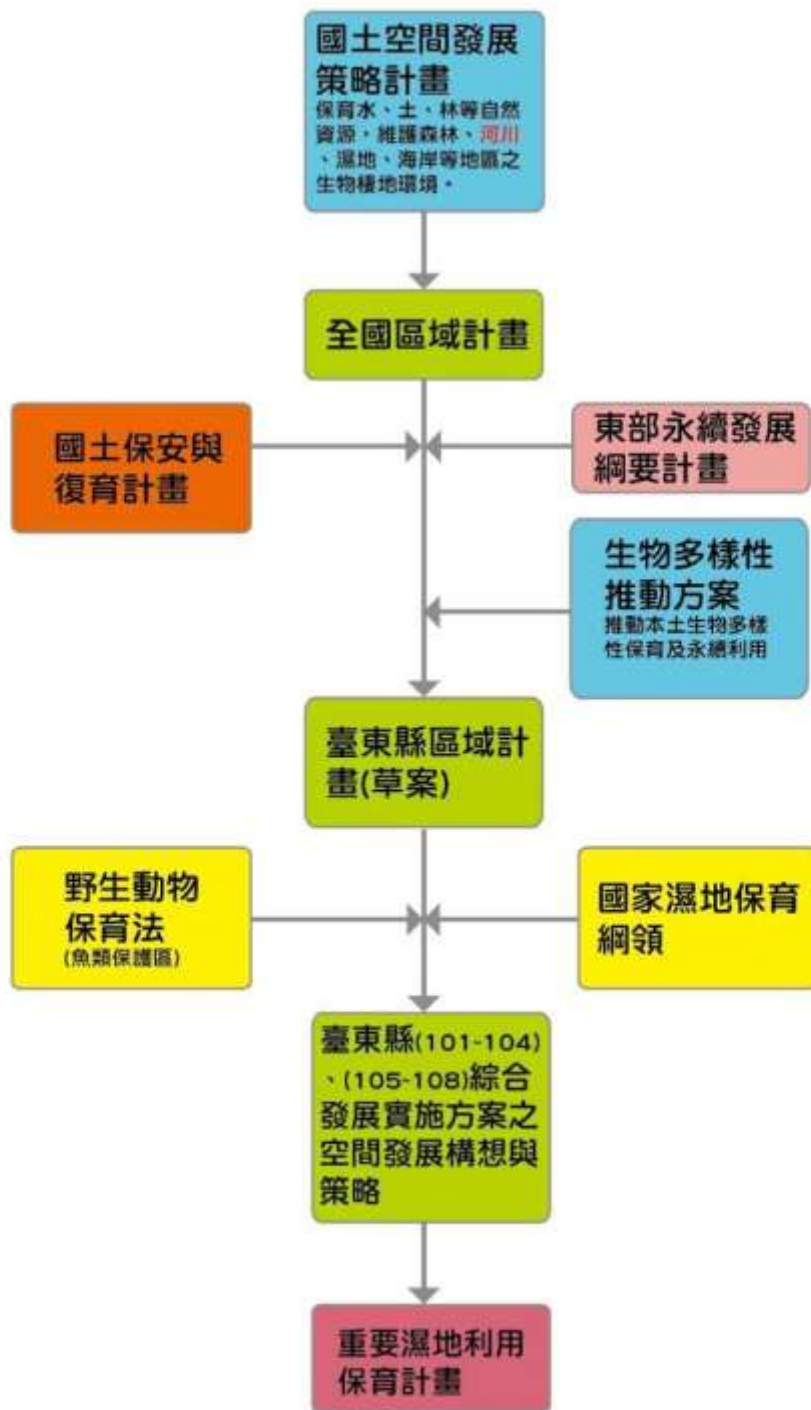 國土空間發展
策略計畫
保育水、土、林等自然
資源，維護森林、河川
、濕地、海岸等地區之
生物棲地環境。
全國區域計畫
國土保安與
復育計畫
東部永續發展
綱要計畫
生物多樣性
推動方案
推動本土生物多樣
性保育及永續利用
臺東縣區域計
畫(草案)
野生動物
保育法
(魚類保護區)
國家濕地保育
綱領
臺東縣(101-104)
、(105-108)綜合
發展實施方案之
空間發展構想與
策略
重要濕地利用
保育計畫